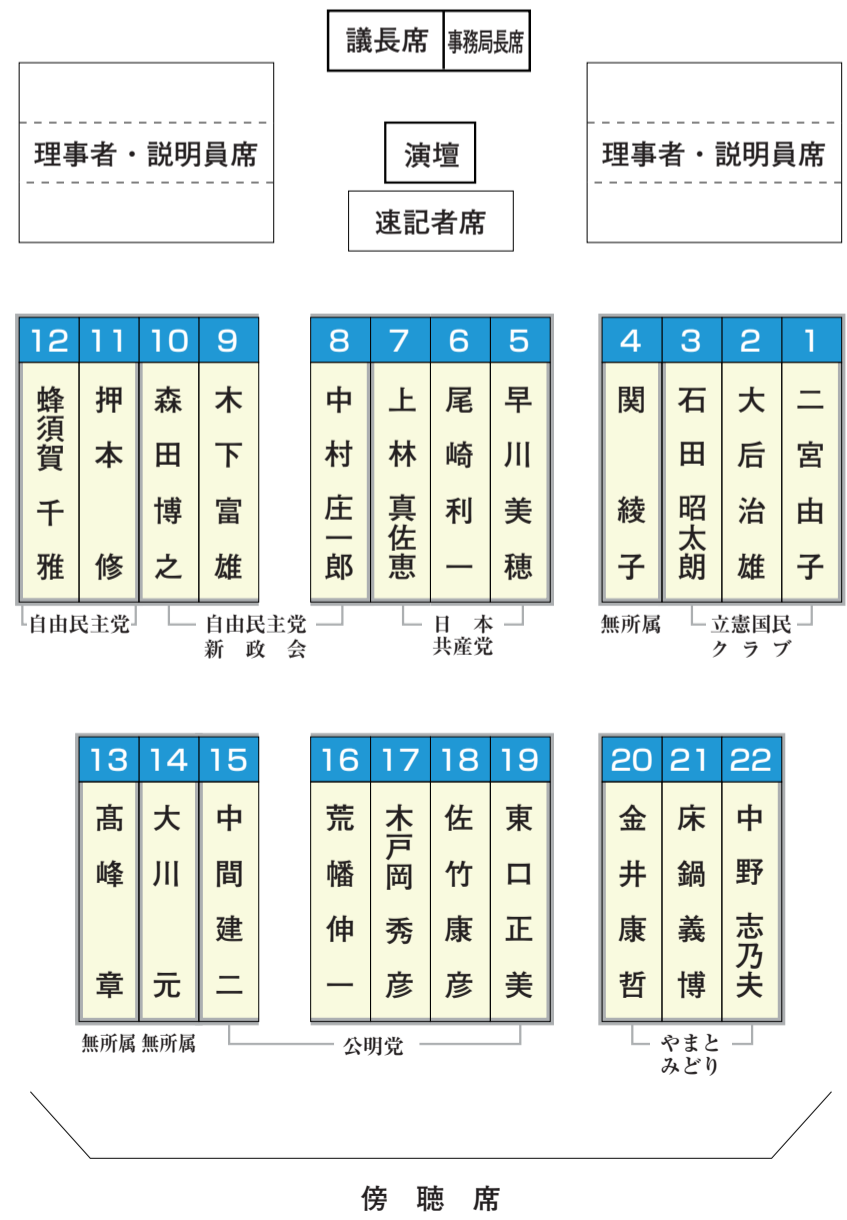 議長席 事務局長席
理事者・説明員席 演壇 理事者・説明員席
速記者席
12 11 10 9 8 7 6 5 4 3 2 1
蜂須賀千雅
押本修
森田博之
木下富雄
中村庄一郎
上林真佐恵
尾崎利一
早川美穂
関綾子
石田昭太朗
大后治雄
二宮由子
自由民主党
自由民主党
新政会
日本
共産党
無所属
立憲国民
クラブ
13 14 15 16 17 18 19 20 21 22
髙峰章
大川元
中間建二
荒幡伸一
木戸岡秀彦
佐竹康彦
東口正美
金井康哲
床鍋義博
中野志乃夫
無所属
無所属
公明党
やまと
みどり
傍聴席